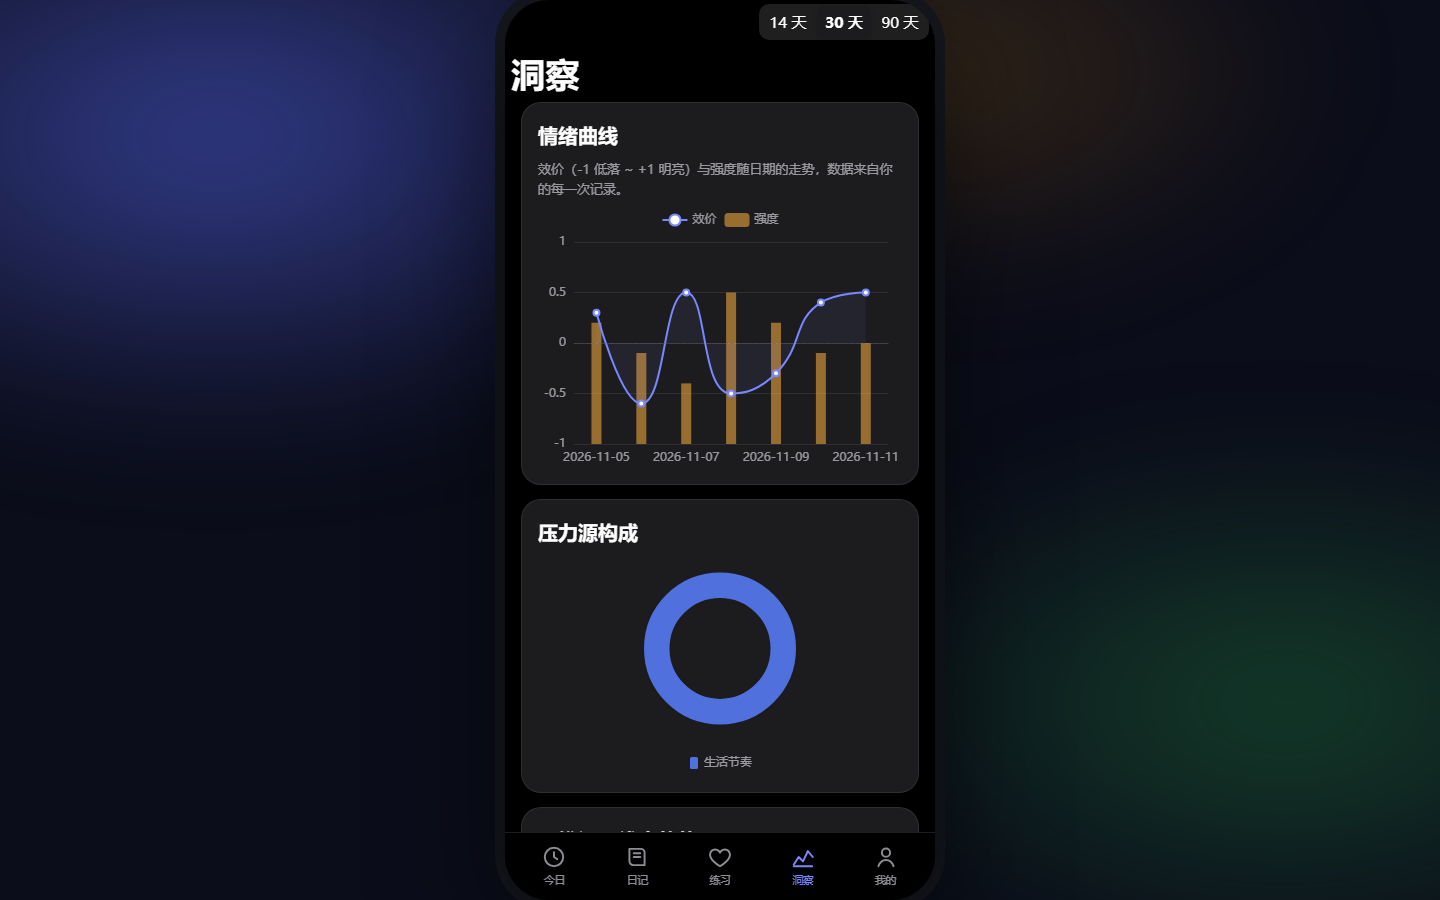 14 天 30 天 90 天
洞察
情绪曲线
效价（-1 低落 ~ +1 明亮）与强度随日期的走势，数据来自你
的每一次记录。
效价 强度
1
0.5
0
-0.5
-1
2026-11-05 2026-11-07 2026-11-09 2026-11-11
压力源构成
生活节奏
今日 日记 练习 洞察 我的